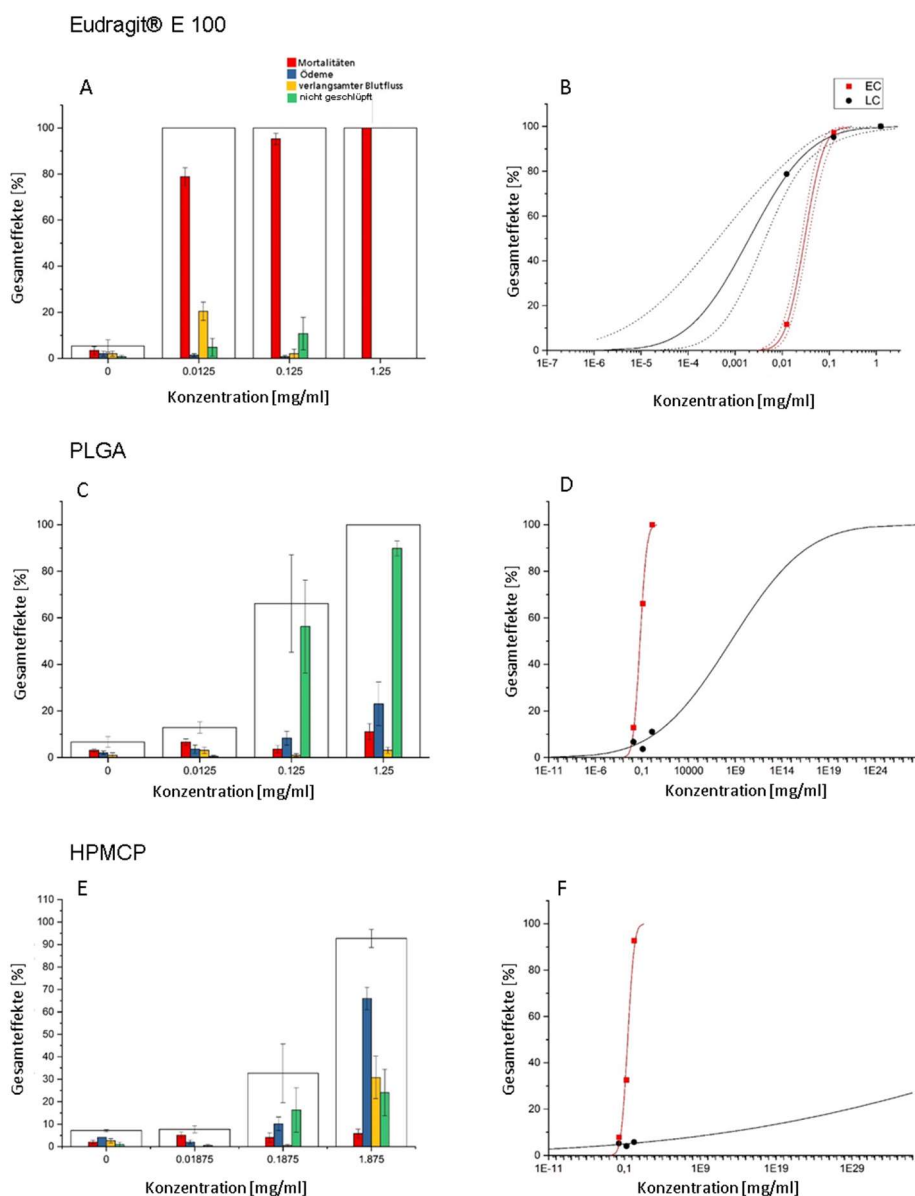 Eudragit® E 100
A
Mortalitäten
Ödeme
verlangsamter Blutfluss
nicht geschlüpft
Gesamteffekte [%]
100
80
60
40
20
0
0 0.0125 0.125 1.25
Konzentration [mg/ml]
B
EC
LC
Gesamteffekte [%]
100
80
60
40
20
0
1E-7 1E-6 1E-5 1E-4 0,001 0,01 0,1 1
Konzentration [mg/ml]
PLGA
C
Gesamteffekte [%]
100
80
60
40
20
0
0 0.0125 0.125 1.25
Konzentration [mg/ml]
D
Gesamteffekte [%]
100
80
60
40
20
0
1E-11 1E-6 0,1 10000 1E9 1E14 1E19 1E24
Konzentration [mg/ml]
HPMCP
E
Gesamteffekte [%]
110
100
90
80
70
60
50
40
30
20
10
0
0 0.01875 0.1875 1.875
Konzentration [mg/ml]
F
Gesamteffekte [%]
100
80
60
40
20
0
1E-11 0,1 1E9 1E19 1E29
Konzentration [mg/ml]